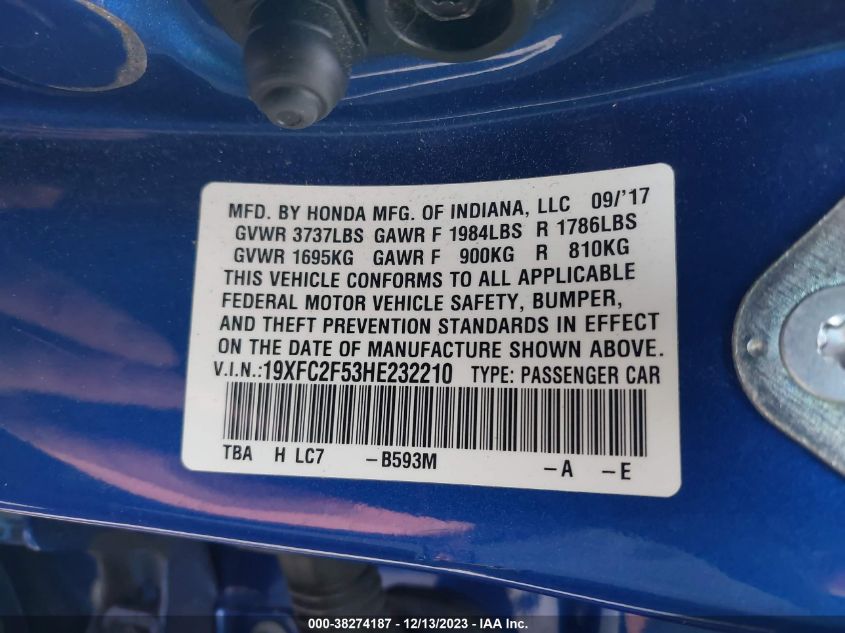 MFD. BY HONDA MFG. OF INDIANA, LLC 09/'17
GVWR 3737LBS GAWR F 1984LBS R 1786LBS
GVWR 1695KG GAWR F 900KG R 810KG
THIS VEHICLE CONFORMS TO ALL APPLICABLE
FEDERAL MOTOR VEHICLE SAFETY, BUMPER,
AND THEFT PREVENTION STANDARDS IN EFFECT
ON THE DATE OF MANUFACTURE SHOWN ABOVE.
V.I.N.:19XFC2F53HE232210 TYPE: PASSENGER CAR
TBA H LC7 -B593M -A -E
000-38274187 - 12/13/2023 - IAA Inc.